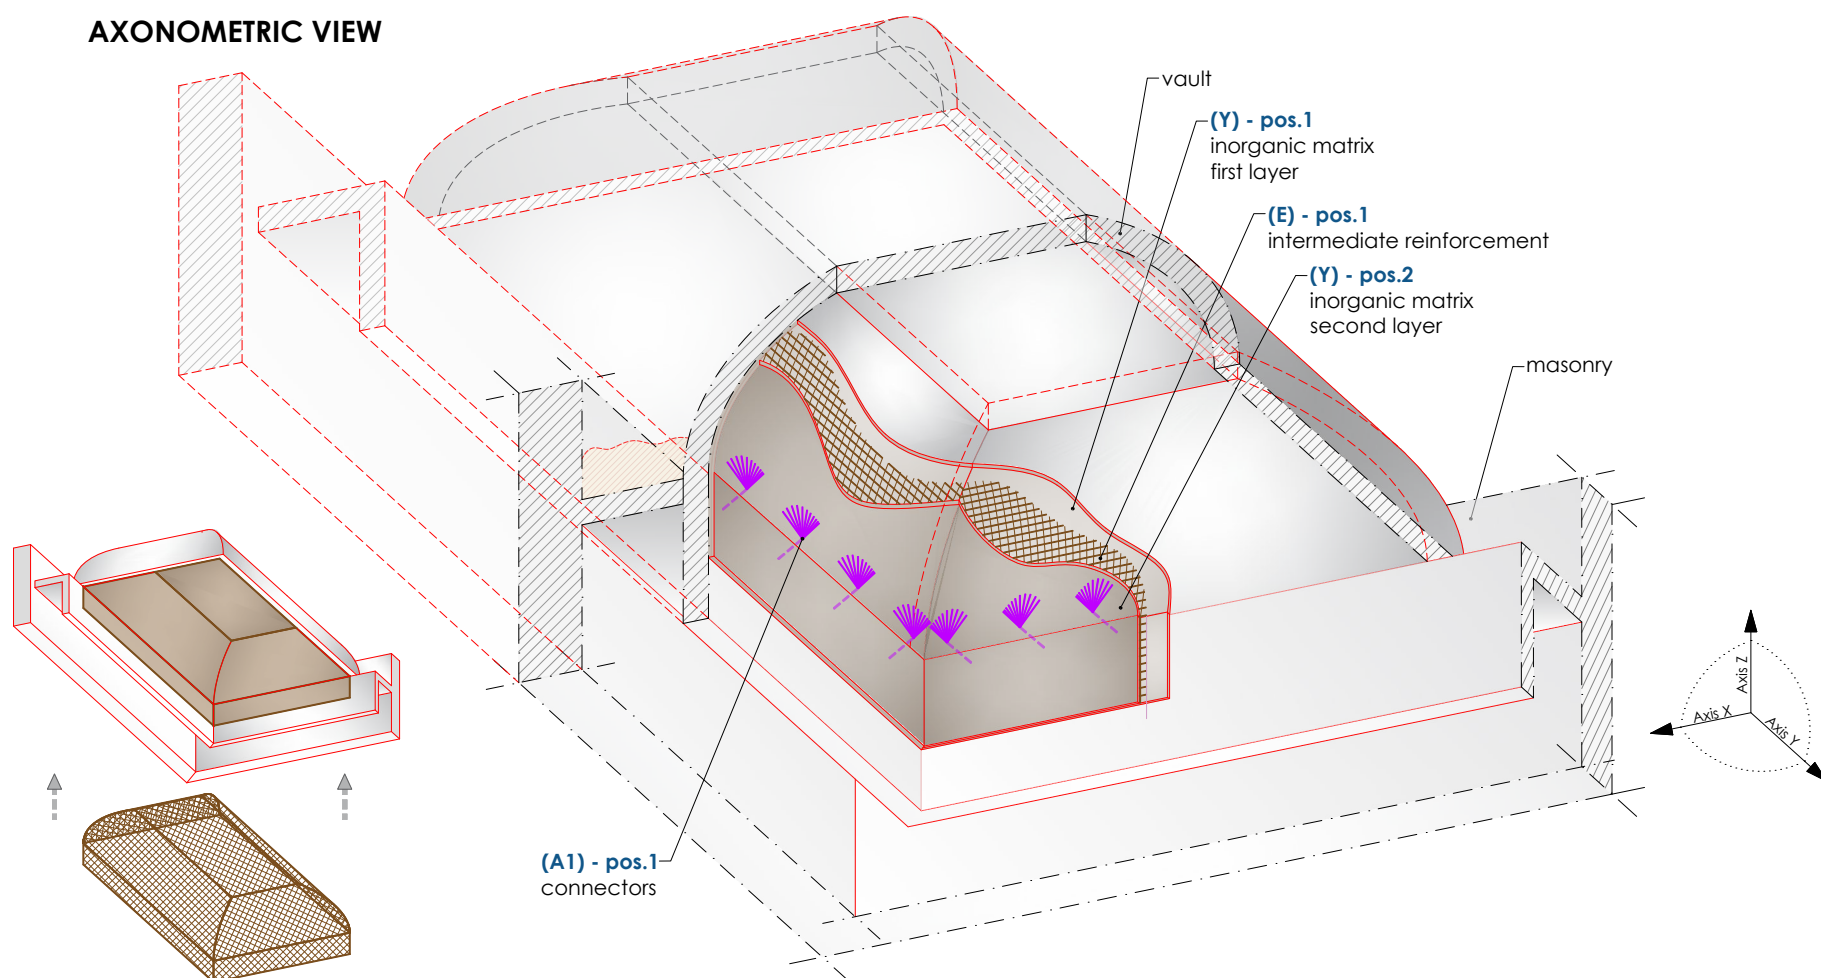 AXONOMETRIC VIEW
vault
(Y) - pos.1
inorganic matrix
first layer
(E) - pos.1
intermediate reinforcement
(Y) - pos.2
inorganic matrix
second layer
masonry
(A1) - pos.1
connectors
Axis Z
Axis X
Axis Y